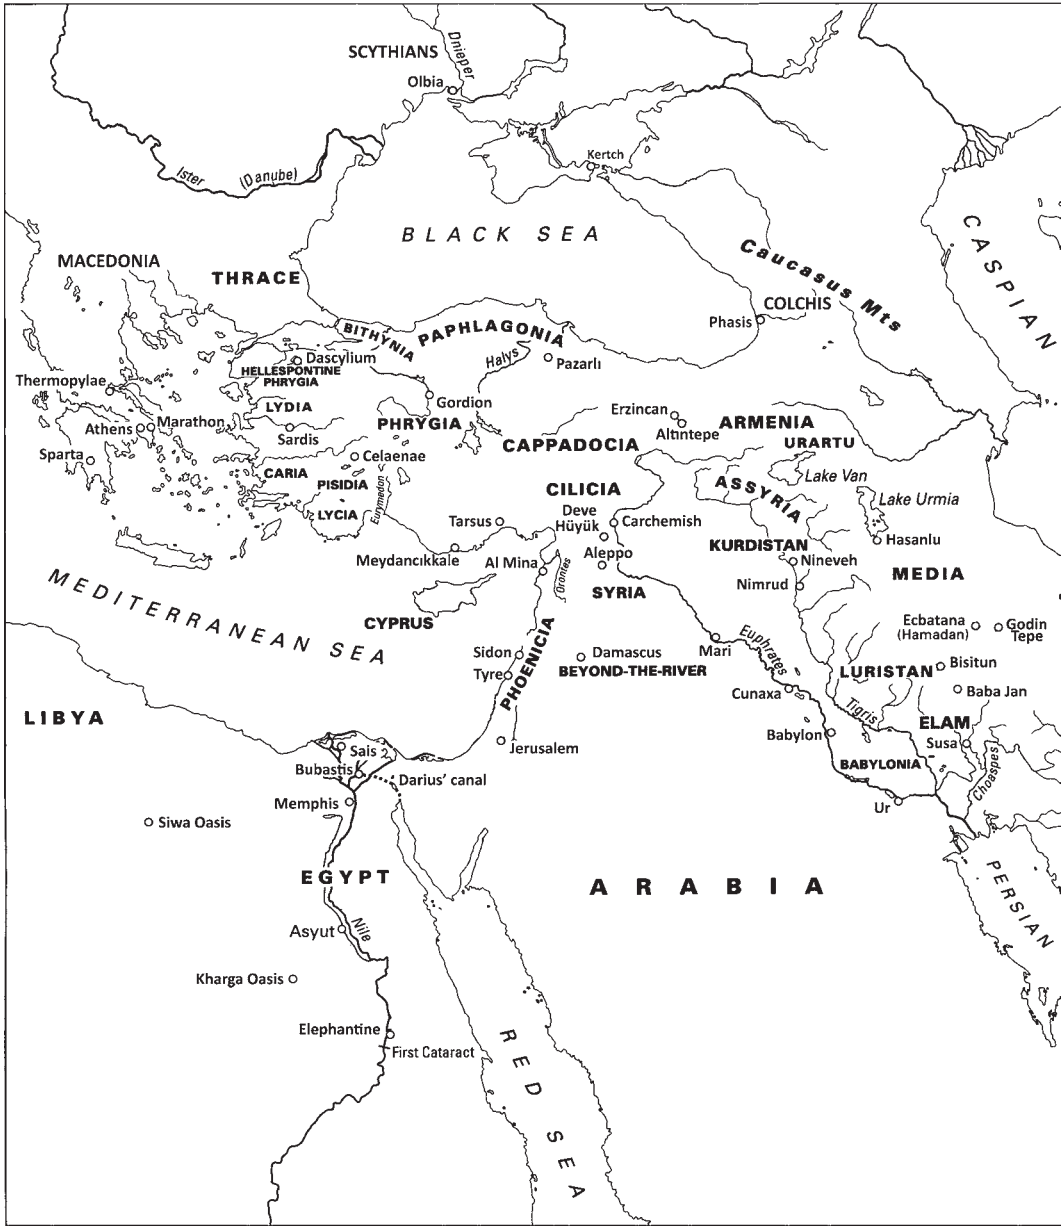 SCYTHIANS
Dnieper
Olbia
Kertch
Ister
(Danube)
BLACK SEA
CASPIAN
Caucasus Mts
MACEDONIA
THRACE
COLCHIS
Phasis
BITHYNIA
PAPHLAGONIA
Halys
Pazarlı
Dascylium
HELLESPONTINE
PHRYGIA
Thermopylae
Gordion
LYDIA
Marathon
Athens
Sardis
PHRYGIA
Erzincan
Altıntepe
ARMENIA
URARTU
CAPPADOCIA
Sparta
Celaenae
CARIA
PISIDIA
LYCIA
Eurymedon
CILICIA
ASSYRIA
Lake Van
Lake Urmia
Deve
Hüyük
Tarsus
Carchemish
Hasanlu
KURDISTAN
Nineveh
Meydancıkkale
Al Mina
Orontes
Aleppo
SYRIA
Nimrud
MEDIA
MEDITERRANEAN SEA
CYPRUS
Ecbatana
(Hamadan)
Godin
Tepe
PHOENICIA
Sidon
Tyre
Damascus
BEYOND-THE-RIVER
Mari
Euphrates
Cunaxa
LURISTAN
Bisitun
Baba Jan
LIBYA
Tigris
ELAM
Susa
Babylon
BABYLONIA
Choaspes
Jerusalem
Sais ?
Bubastis
Darius' canal
Memphis
Ur
Siwa Oasis
EGYPT
ARABIA
PERSIAN
Asyut
Nile
Kharga Oasis
Elephantine
First Cataract
RED SEA